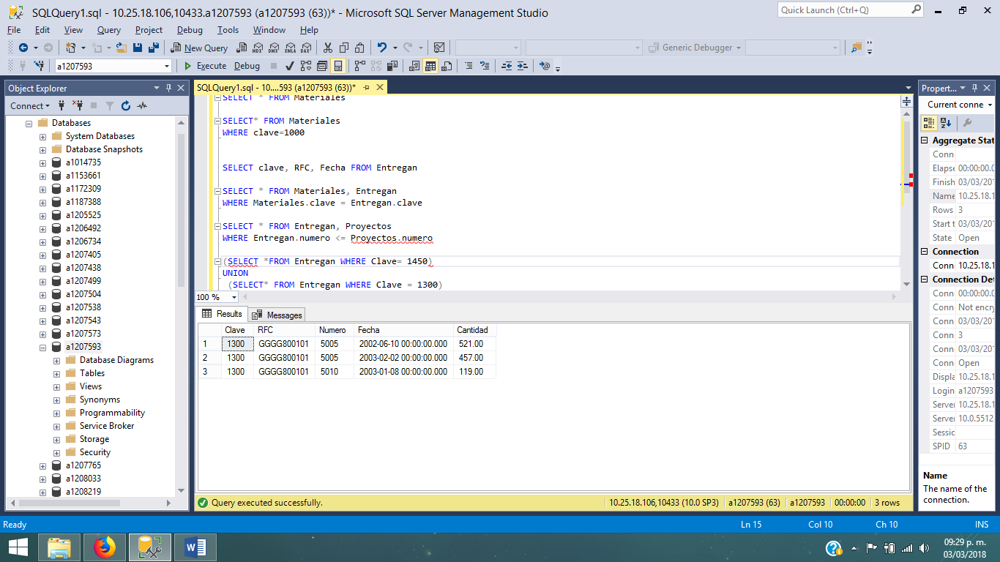 SQLQuery1.sql - 10.25.18.106,10433.a1207593 (a1207593 (63))* - Microsoft SQL Server Management Studio
Quick Launch (Ctrl+Q)
File Edit View Query Project Debug Tools Window Help
New Query MDX DMX XMLA DAX Generic Debugger
a1207593 Execute Debug
Object Explorer
Connect
Databases
System Databases
Database Snapshots
a1014735
a1153661
a1172309
a1187388
a1205525
a1206492
a1206734
a1207405
a1207438
a1207499
a1207504
a1207538
a1207543
a1207573
a1207593
Database Diagrams
Tables
Views
Synonyms
Programmability
Service Broker
Storage
Security
a1207765
a1208033
a1208219
SQLQuery1.sql - 10....593 (a1207593 (63))*
SELECT * FROM Materiales
SELECT* FROM Materiales
WHERE clave=1000
SELECT clave, RFC, Fecha FROM Entregan
SELECT * FROM Materiales, Entregan
WHERE Materiales.clave = Entregan.clave
SELECT * FROM Entregan, Proyectos
WHERE Entregan.numero <= Proyectos.numero
(SELECT *FROM Entregan WHERE Clave= 1450)
UNION
(SELECT* FROM Entregan WHERE Clave = 1300)
100 %
Results Messages
Clave RFC Numero Fecha Cantidad
1 1300 GGGG800101 5005 2002-06-10 00:00:00.000 521.00
2 1300 GGGG800101 5005 2003-02-02 00:00:00.000 457.00
3 1300 GGGG800101 5010 2003-01-08 00:00:00.000 119.00
Query executed successfully. 10.25.18.106,10433 (10.0 SP3) a1207593 (63) a1207593 00:00:00 3 rows
Propert...
Current conne
Aggregate Stat
Conn
Elapse 00:00:00.0
Finish 03/03/201
Name 10.25.18.1
Rows 3
Start t 03/03/201
State Open
Connection
Conn 10.25.18.1
Connection Det
Conn 00:00:00.0
Conn Not encry
Conn 03/03/201
Conn 3
Conn 03/03/201
Conn Open
Displa 10.25.18.1
Login a1207593
Server 10.25.18.1
Server 10.0.5512
Sessic
SPID 63
Name
The name of the
connection.
Ready Ln 15 Col 10 Ch 10 INS
09:29 p. m.
03/03/2018